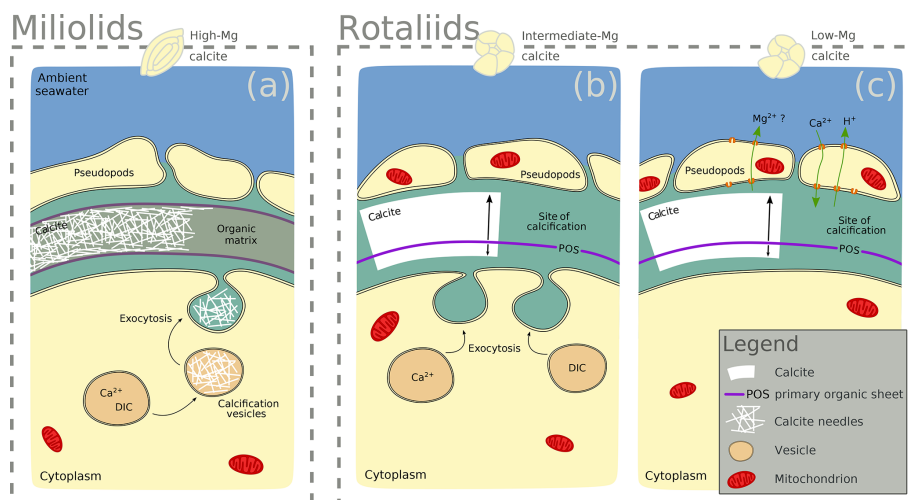 Miliolids
High-Mg
calcite
(a)
Ambient
seawater
Pseudopods
Calcite
Organic
matrix
Exocytosis
Ca²⁺
DIC
Calcification
vesicles
Cytoplasm
Rotaliids
Intermediate-Mg
calcite
(b)
Pseudopods
Calcite
Site of
calcification
POS
Exocytosis
Ca²⁺
DIC
Cytoplasm
Low-Mg
calcite
(c)
Mg²⁺ ?
Ca²⁺
H⁺
Pseudopods
Calcite
Site of
calcification
POS
Legend
Calcite
POS primary organic sheet
Calcite needles
Vesicle
Mitochondrion